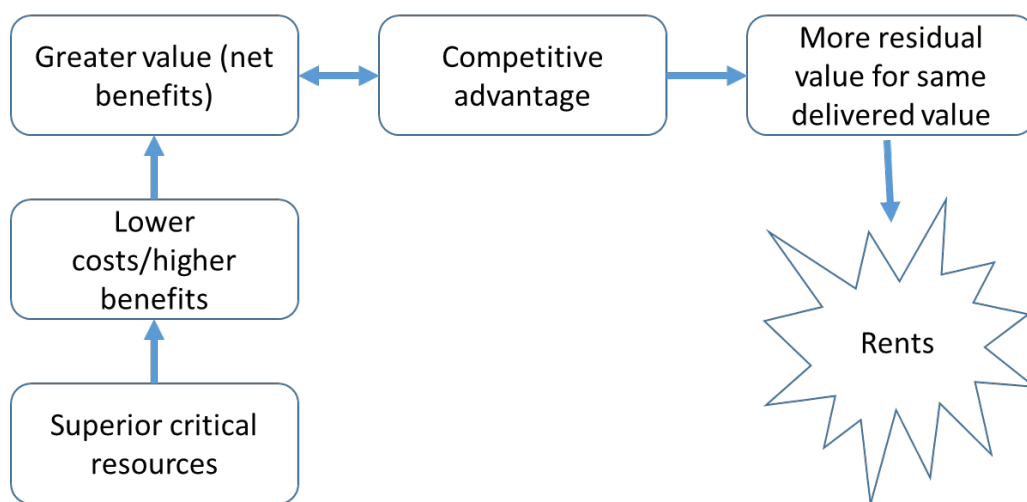 Greater value (net
benefits)
Competitive
advantage
More residual
value for same
delivered value
Lower
costs/higher
benefits
Rents
Superior critical
resources